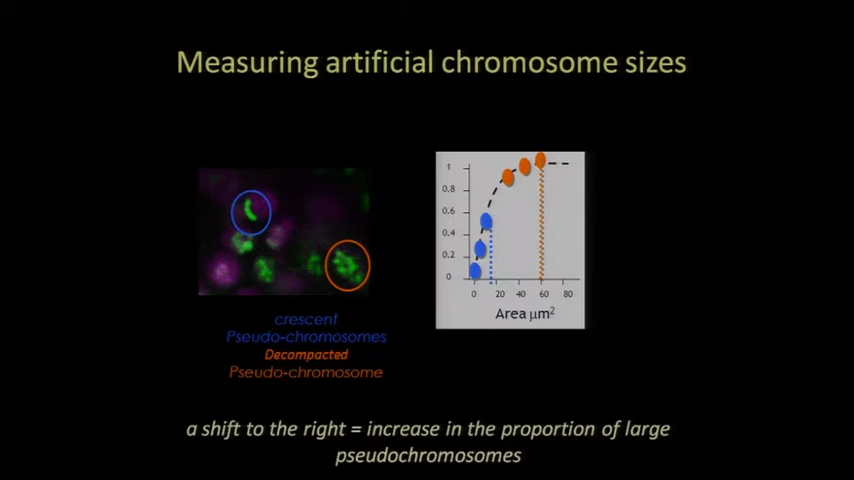 Measuring artificial chromosome sizes
1
0.8
0.6
0.4
0.2
0
0 20 40 60 80
Area μm²
crescent
Pseudo-chromosomes
Decompacted
Pseudo-chromosome
a shift to the right = increase in the proportion of large
pseudochromosomes